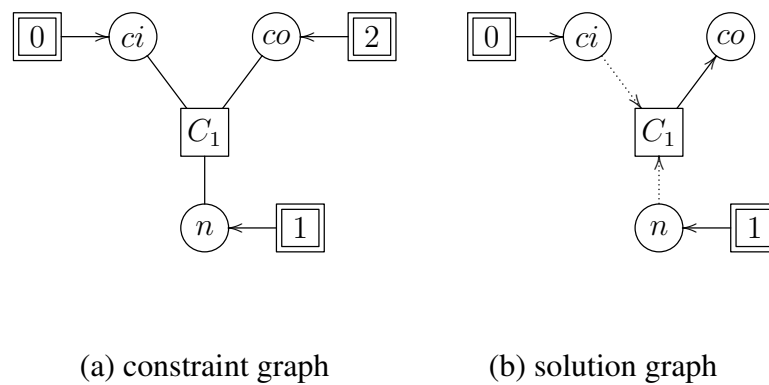 0 ci co 2 0 ci co
C1 C1
n 1 n 1
(a) constraint graph (b) solution graph